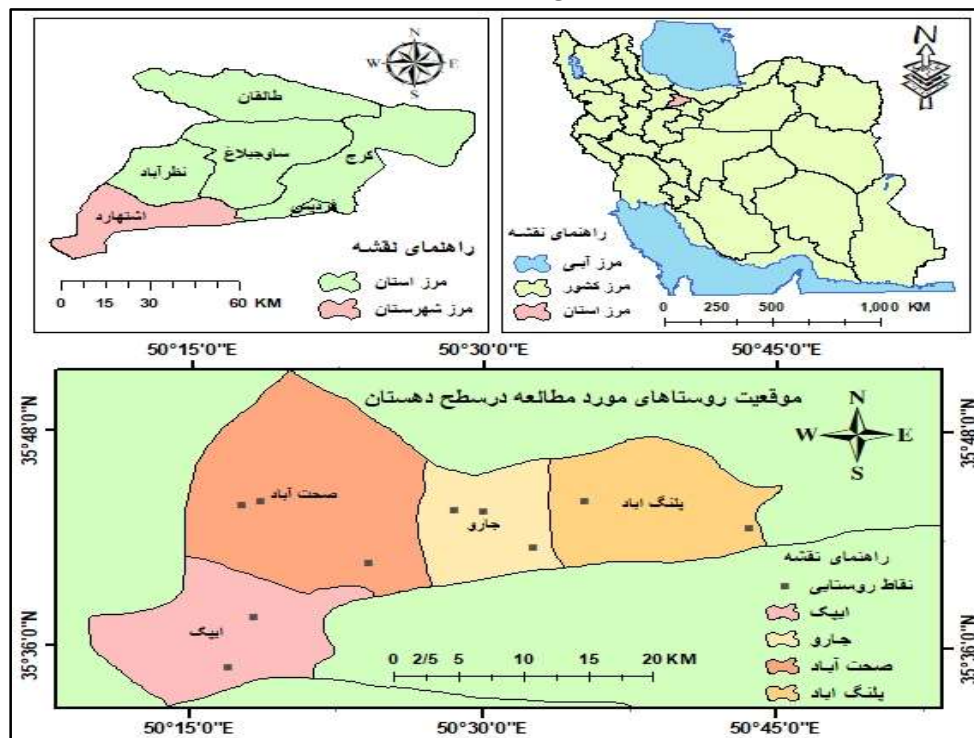 N
W E
S
طالقان
ساوجبلاغ
کرج
نظرآباد
فردیس
اشتهارد
راهنمای نقشه
مرز استان
مرز شهرستان
0 15 30 60 KM
N
راهنمای نقشه
مرز آبی
مرز کشور
مرز استان
0 250 500 1,000 KM
50°15'0"E 50°30'0"E 50°45'0"E
موقعیت روستاهای مورد مطالعه درسطح دهستان
N
W E
S
35°48'0"N 35°48'0"N
صحت آباد
جارو
پلنگ اباد
ایپک
راهنمای نقشه
نقاط روستایی
ایپک
جارو
صحت آباد
پلنگ اباد
35°36'0"N 35°36'0"N
0 2/5 5 10 15 20 KM
50°15'0"E 50°30'0"E 50°45'0"E